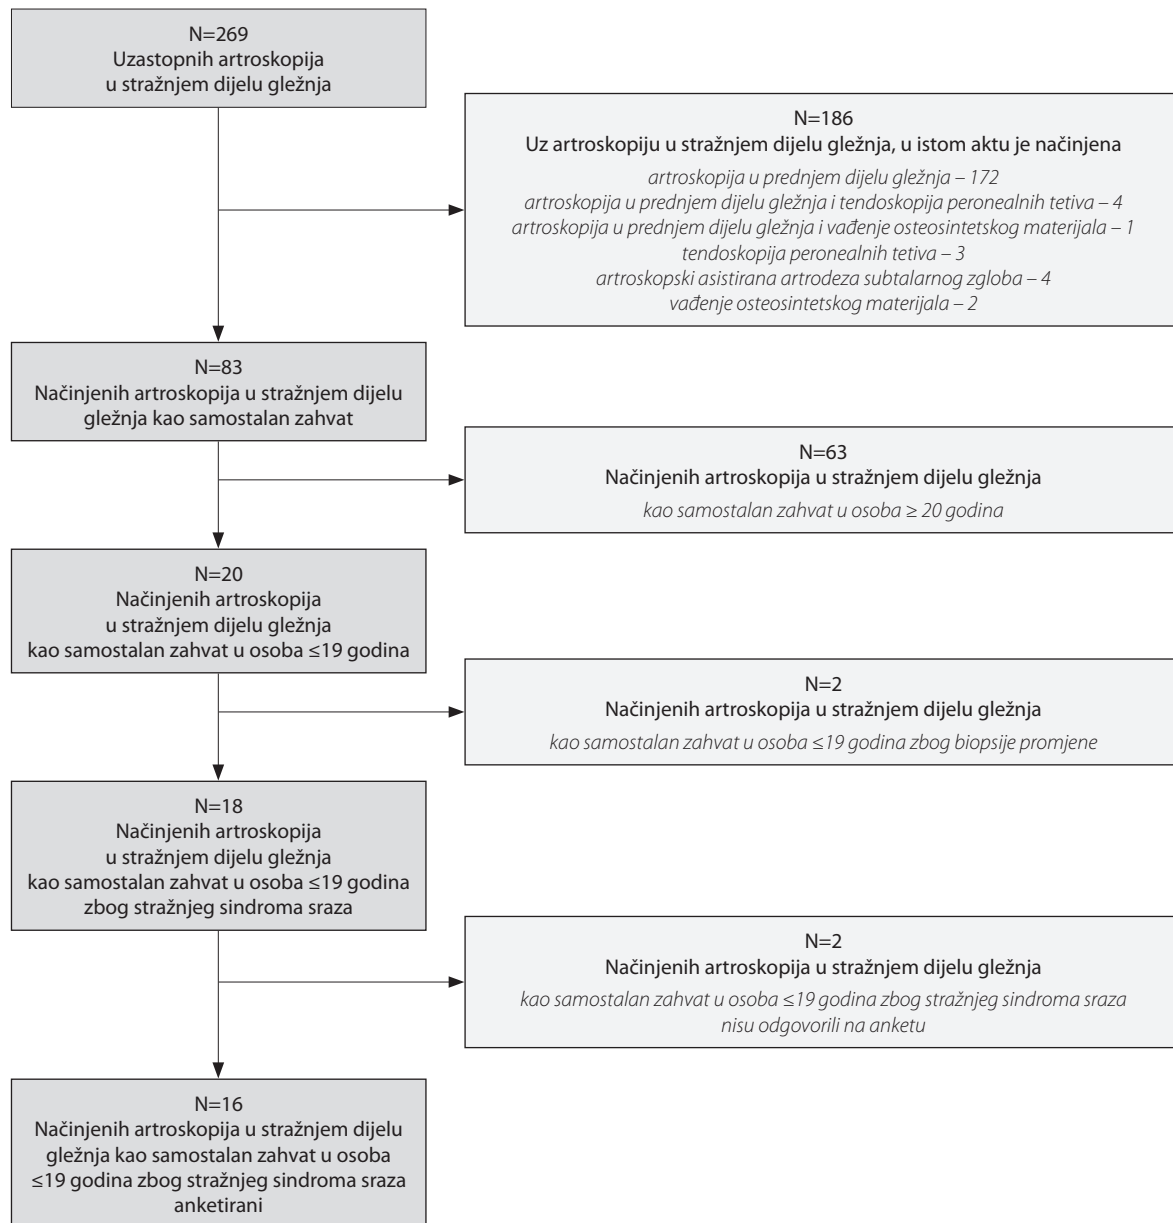 N=269
Uzastopnih artroskopija
u stražnjem dijelu gležnja
N=186
Uz artroskopiju u stražnjem dijelu gležnja, u istom aktu je načinjena
artroskopija u prednjem dijelu gležnja – 172
artroskopija u prednjem dijelu gležnja i tendoskopija peronealnih tetiva – 4
artroskopija u prednjem dijelu gležnja i vađenje osteosintetskog materijala – 1
tendoskopija peronealnih tetiva – 3
artroskopski asistirana artrodeza subtalarnog zgloba – 4
vađenje osteosintetskog materijala – 2
N=83
Načinjenih artroskopija u stražnjem dijelu
gležnja kao samostalan zahvat
N=63
Načinjenih artroskopija u stražnjem dijelu gležnja
kao samostalan zahvat u osoba ≥ 20 godina
N=20
Načinjenih artroskopija
u stražnjem dijelu gležnja
kao samostalan zahvat u osoba ≤19 godina
N=2
Načinjenih artroskopija u stražnjem dijelu gležnja
kao samostalan zahvat u osoba ≤19 godina zbog biopsije promjene
N=18
Načinjenih artroskopija
u stražnjem dijelu gležnja
kao samostalan zahvat u osoba ≤19 godina
zbog stražnjeg sindroma sraza
N=2
Načinjenih artroskopija u stražnjem dijelu gležnja
kao samostalan zahvat u osoba ≤19 godina zbog stražnjeg sindroma sraza
nisu odgovorili na anketu
N=16
Načinjenih artroskopija u stražnjem dijelu
gležnja kao samostalan zahvat u osoba
≤19 godina zbog stražnjeg sindroma sraza
anketirani